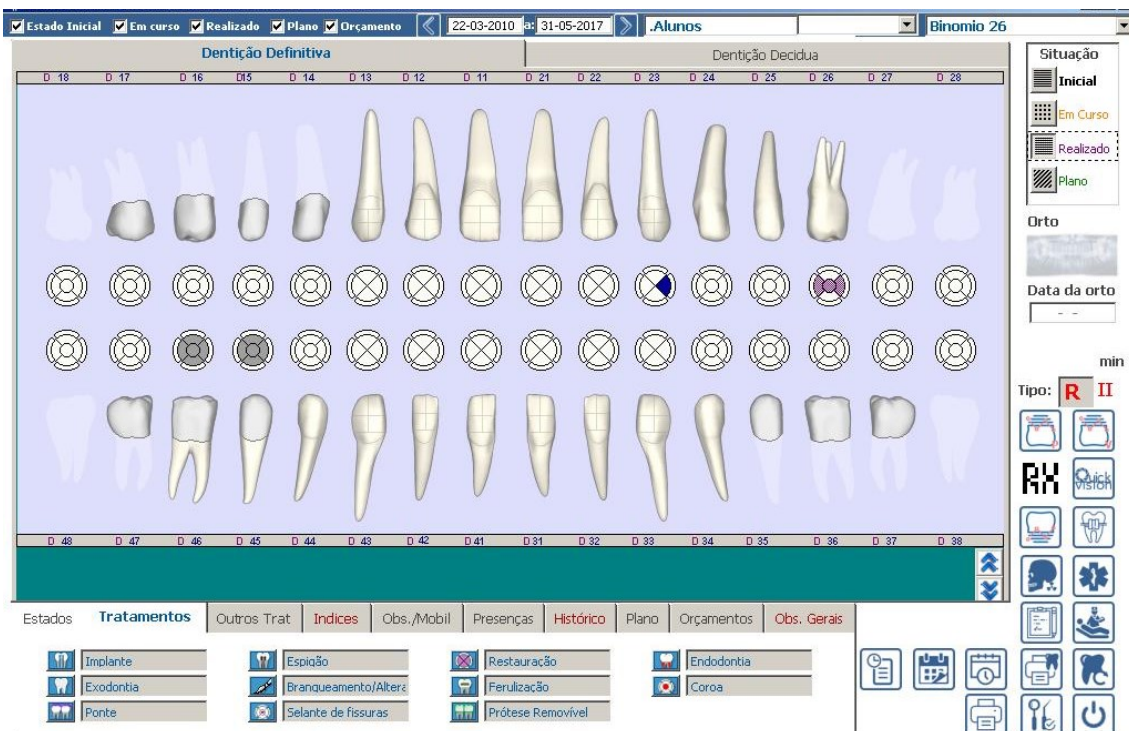 Estado Inicial Em curso Realizado Plano Orçamento 22-03-2010 a: 31-05-2017 .Alunos Binomio 26
Dentição Definitiva Dentição Decidua
D 18 D 17 D 16 D15 D 14 D 13 D 12 D 11 D 21 D 22 D 23 D 24 D 25 D 26 D 27 D 28
Situação
Inicial
Em Curso
Realizado
Plano
Orto
Data da orto
- -
min
Tipo: R II
RX Quick Vision
D 48 D 47 D 46 D 45 D 44 D 43 D 42 D 41 D 31 D 32 D 33 D 34 D 35 D 36 D 37 D 38
Estados Tratamentos Outros Trat Indices Obs./Mobil Presenças Histórico Plano Orçamentos Obs. Gerais
Implante Espigão Restauração Endodontia
Exodontia Branqueamento/Altera Ferulização Coroa
Ponte Selante de fissuras Prótese Removível